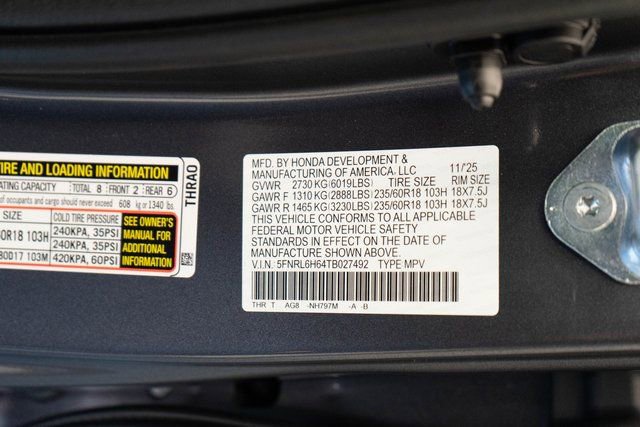 TIRE AND LOADING INFORMATION
ATING CAPACITY TOTAL 8 FRONT 2 REAR 6
of occupants and cargo should never exceed 608 kg or 1340 lbs
SIZE COLD TIRE PRESSURE
60R18 103H 240KPA, 35PSI
240KPA, 35PSI
80D17 103M 420KPA, 60PSI
SEE OWNER'S
MANUAL FOR
ADDITIONAL
INFORMATION
THRA0
MFD. BY HONDA DEVELOPMENT &
MANUFACTURING OF AMERICA, LLC 11/25
GVWR 2730 KG (6019LBS) TIRE SIZE RIM SIZE
GAWR F 1310 KG (2888 LBS) 235/60R18 103H 18X7.5J
GAWR R 1465 KG (3230LBS) 235/60R18 103H 18X7.5J
THIS VEHICLE CONFORMS TO ALL APPLICABLE
FEDERAL MOTOR VEHICLE SAFETY
STANDARDS IN EFFECT ON THE DATE OF
MANUFACTURE SHOWN ABOVE.
V.I.N. 5FNRL6H64TB027492 TYPE MPV
THR T AG8 -NH797M -A -B